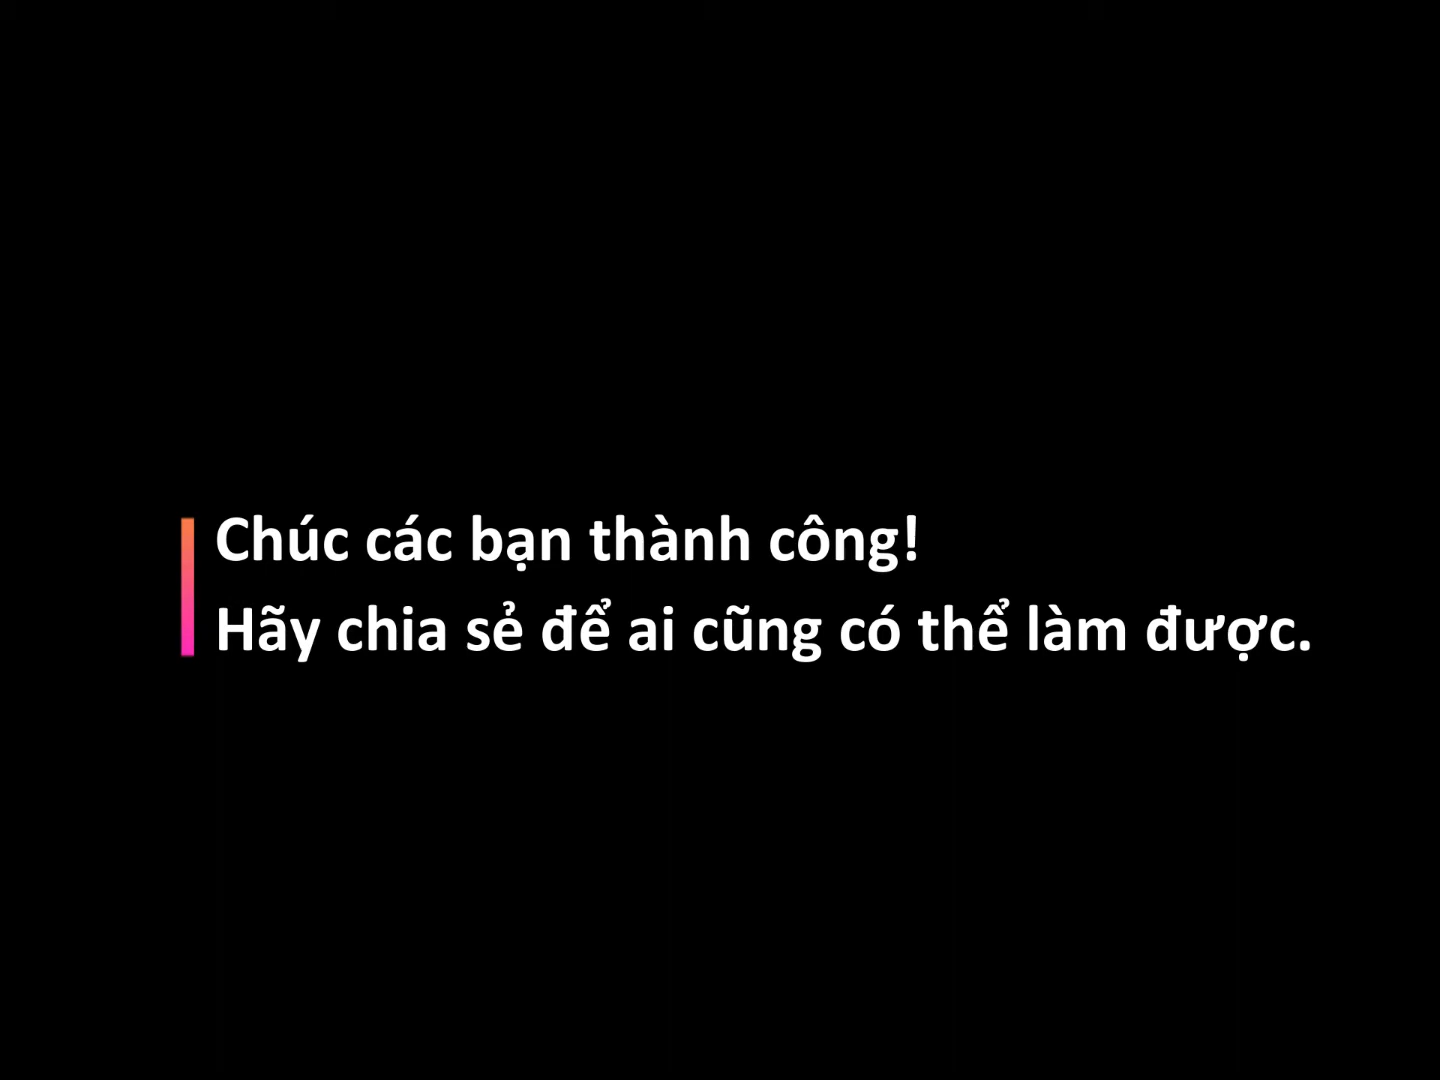 Chúc các bạn thành công!
Hãy chia sẻ để ai cũng có thể làm được.